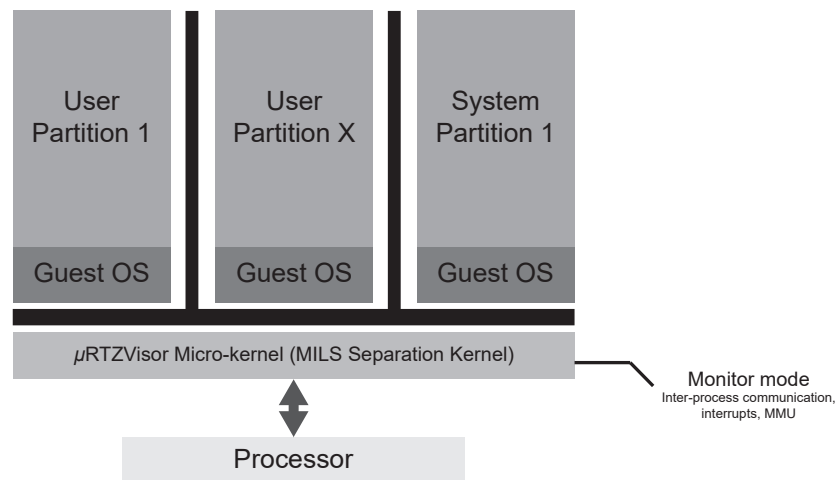 User
Partition 1
User
Partition X
System
Partition 1
Guest OS
Guest OS
Guest OS
µRTZVisor Micro-kernel (MILS Separation Kernel)
Monitor mode
Inter-process communication,
interrupts, MMU
Processor